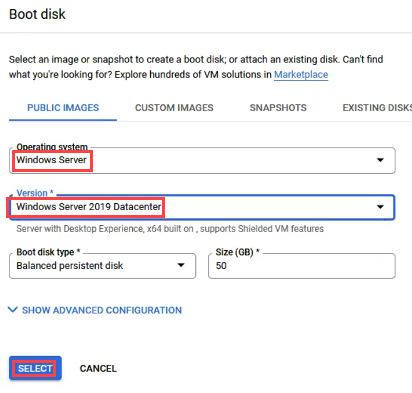 Boot disk
Select an image or snapshot to create a boot disk; or attach an existing disk. Can't find
what you're looking for? Explore hundreds of VM solutions in Marketplace
PUBLIC IMAGES CUSTOM IMAGES SNAPSHOTS EXISTING DISKS
Operating system
Windows Server
Version *
Windows Server 2019 Datacenter
Server with Desktop Experience, x64 built on , supports Shielded VM features
Boot disk type * Size (GB) *
Balanced persistent disk 50
SHOW ADVANCED CONFIGURATION
SELECT CANCEL